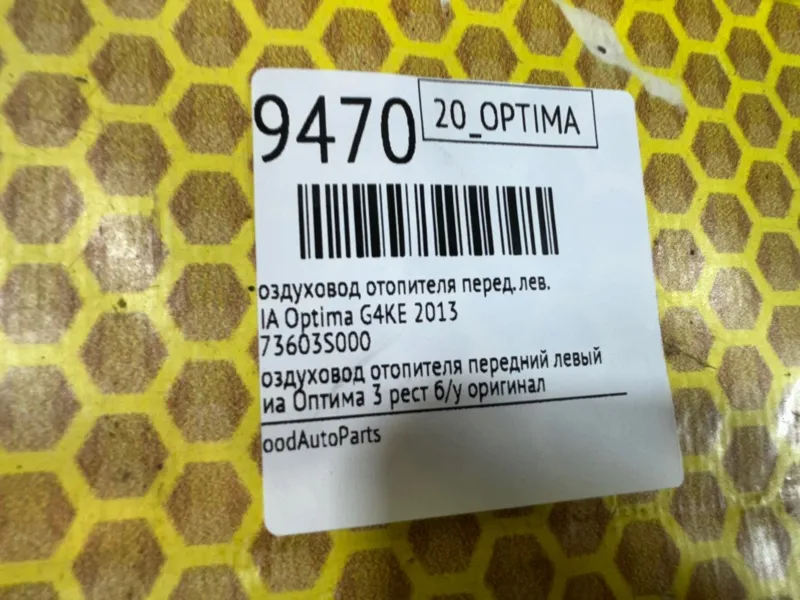 9470
20_OPTIMA
оздуховод отопителя перед.лев.
IA Optima G4KE 2013
73603S000
оздуховод отопителя передний левый
иа Оптима 3 рест б/у оригинал
oodAutoParts